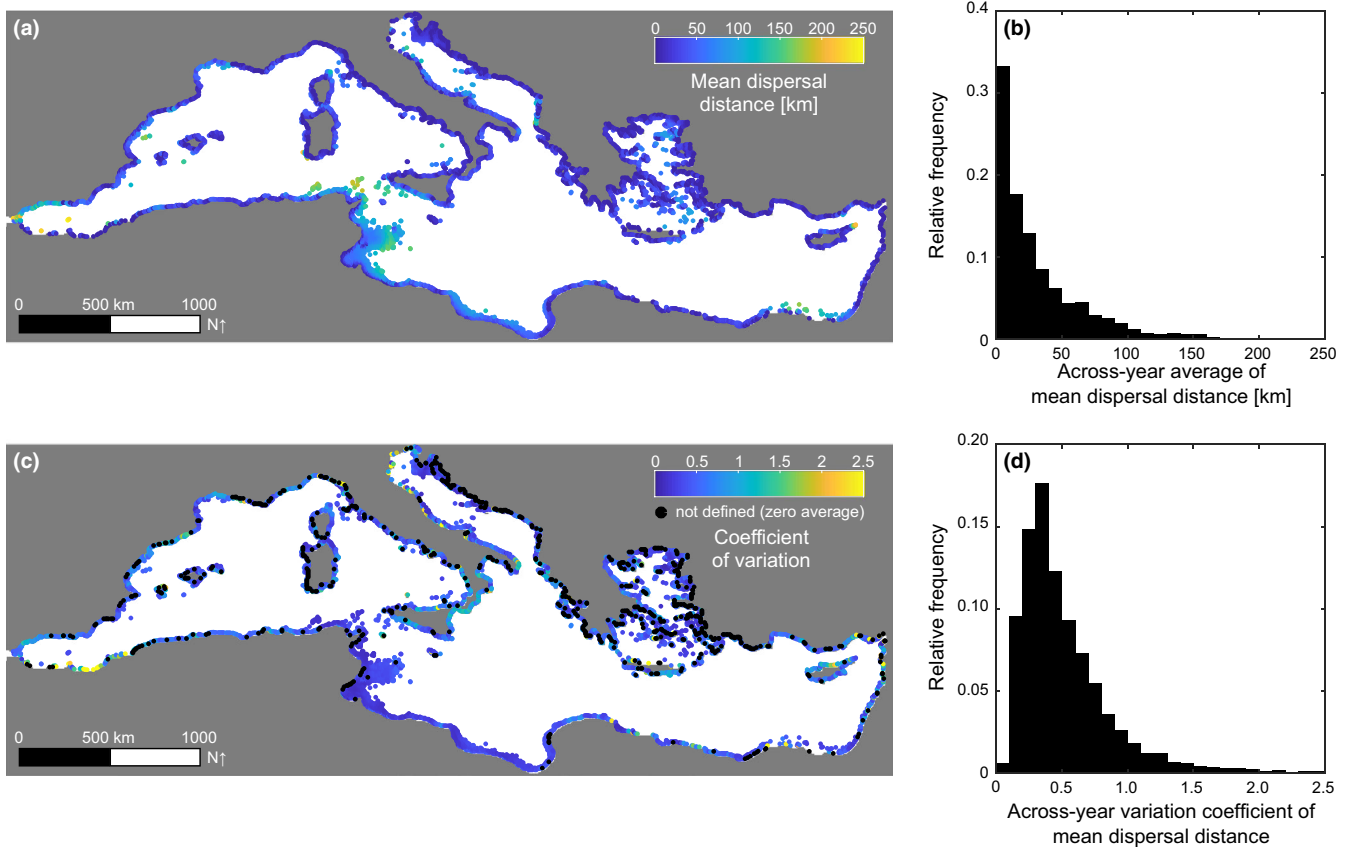 (a)
0 50 100 150 200 250
Mean dispersal
distance [km]
0 500 km 1000
N↑
(b)
0.4
0.3
0.2
0.1
0
Relative frequency
0 50 100 150 200 250
Across-year average of
mean dispersal distance [km]
(c)
0 0.5 1 1.5 2 2.5
not defined (zero average)
Coefficient
of variation
0 500 km 1000
N↑
(d)
0.20
0.15
0.10
0.05
0
Relative frequency
0 0.5 1.0 1.5 2.0 2.5
Across-year variation coefficient of
mean dispersal distance